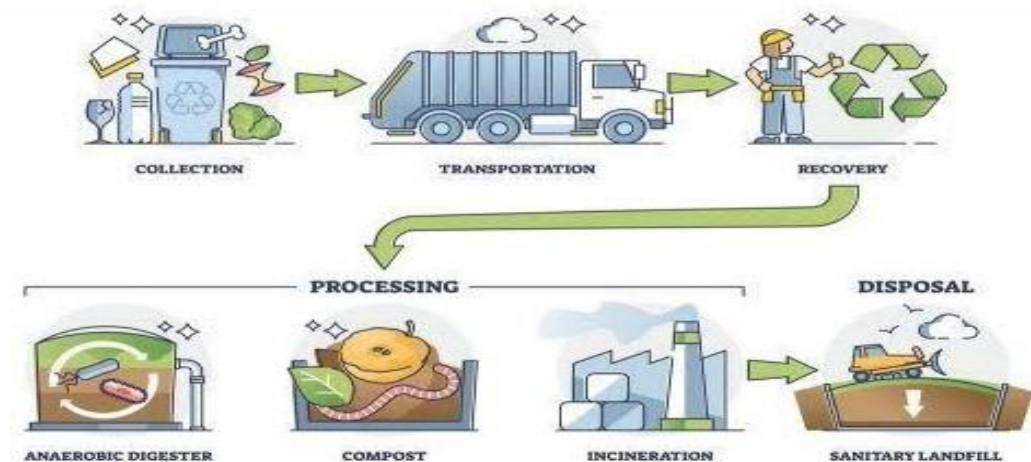 COLLECTION
TRANSPORTATION
RECOVERY
PROCESSING
DISPOSAL
ANAEROBIC DIGESTER
COMPOST
INCINERATION
SANITARY LANDFILL